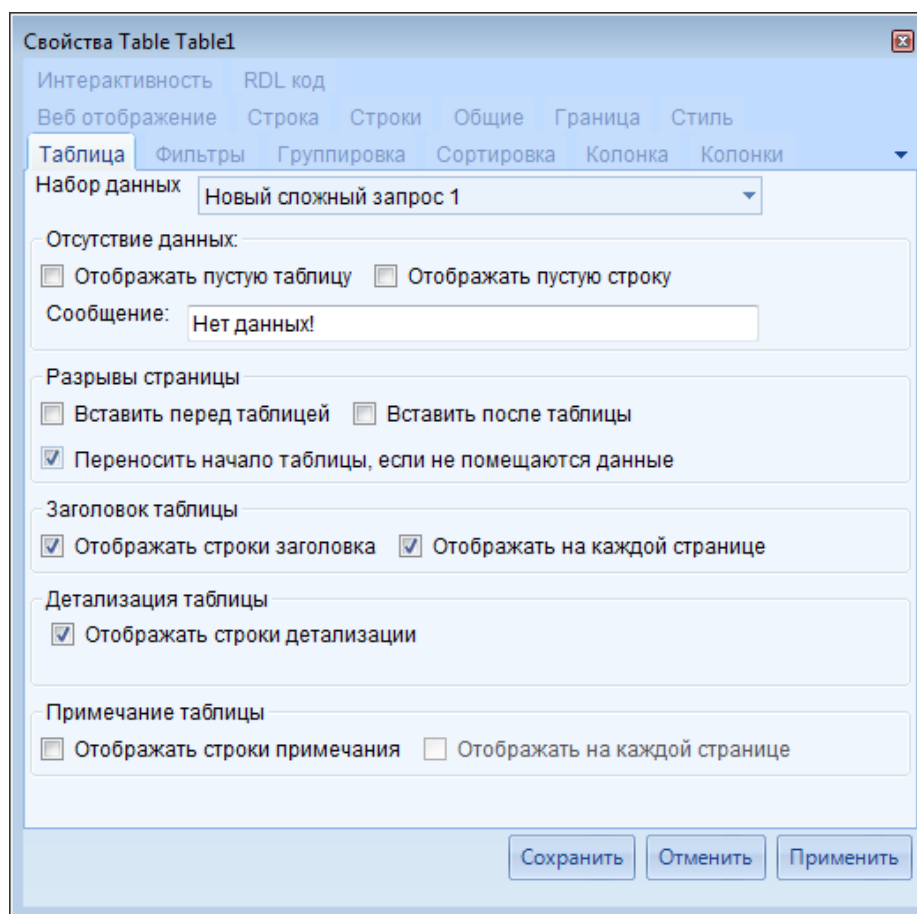 Свойства Table Table1
Интерактивность RDL код
Веб отображение Строка Строки Общие Граница Стиль
Таблица Фильтры Группировка Сортировка Колонка Колонки
Набор данных Новый сложный запрос 1
Отсутствие данных:
Отображать пустую таблицу Отображать пустую строку
Сообщение: Нет данных!
Разрывы страницы
Вставить перед таблицей Вставить после таблицы
Переносить начало таблицы, если не помещаются данные
Заголовок таблицы
Отображать строки заголовка Отображать на каждой странице
Детализация таблицы
Отображать строки детализации
Примечание таблицы
Отображать строки примечания Отображать на каждой странице
Сохранить Отменить Применить